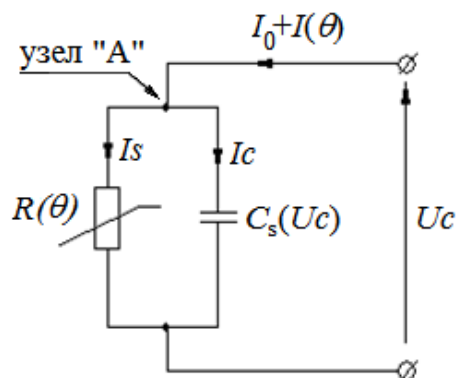 I₀+I(θ)
узел "А"
Is
Ic
R(θ)
Cₛ(Uc)
Uc